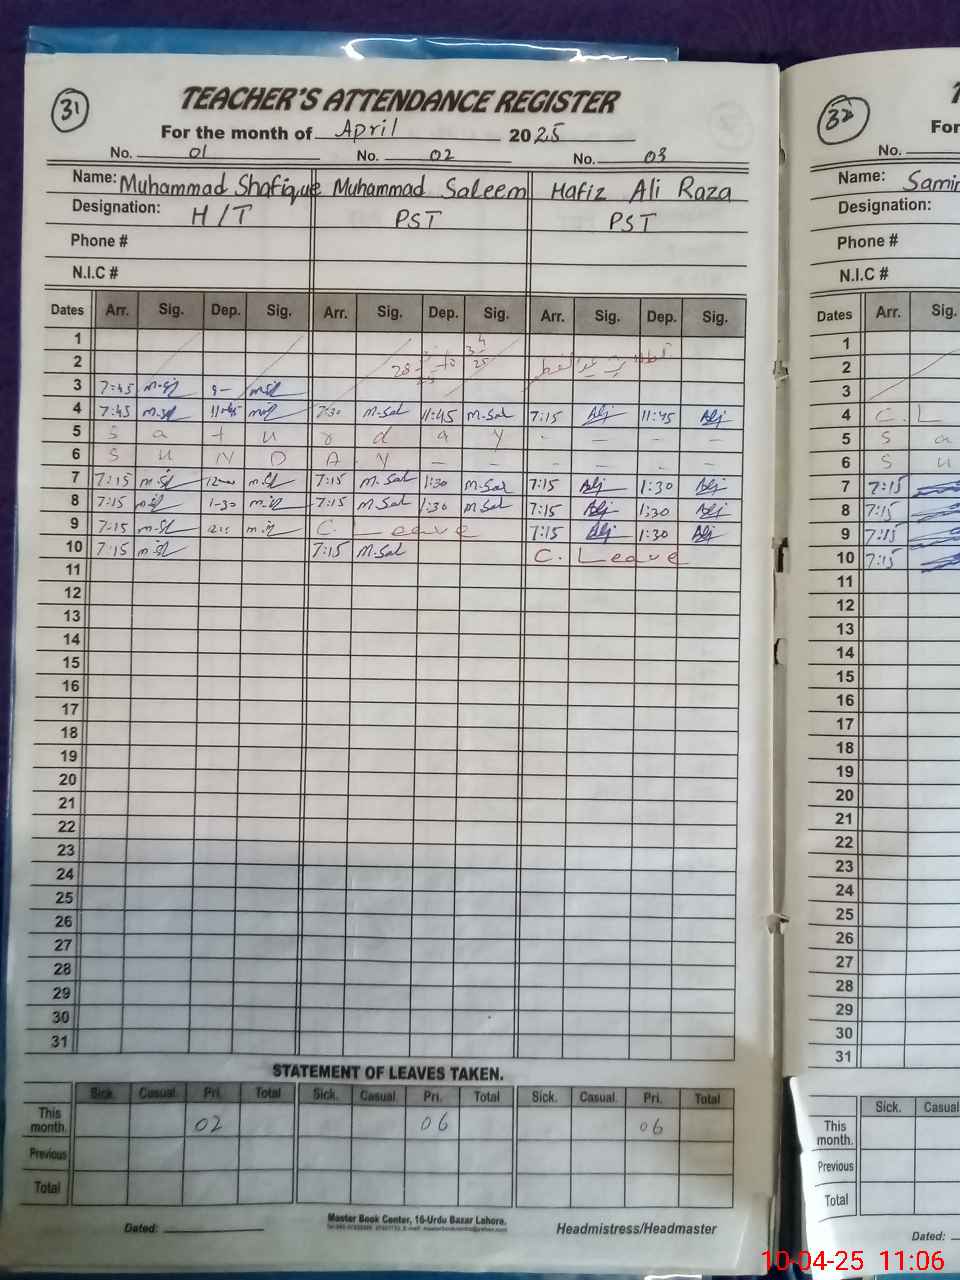 31
TEACHER'S ATTENDANCE REGISTER
For the month of April 2025
No. 01 No. 02 No. 03
Name: Muhammad Shafique Muhammad Saleem Hafiz Ali Raza
Designation: H/T PST PST
Phone #
N.I.C #
Dates Arr. Sig. Dep. Sig. Arr. Sig. Dep. Sig. Arr. Sig. Dep. Sig.
1
2
3 7:45
4 7:45 11:45 7:30 M-Sal 11:45 M-Sal 7:15 11:45
5 S a t u r d a y - - - -
6 S U N D A Y - - - - - -
7 7:15 7:15 M-Sal 1:30 M-Sal 7:15 1:30
8 7:15 1-30 7:15 M-Sal 1:30 M-Sal 7:15 1:30
9 7-15 C Leave 7:15 1:30
10 7:15 7:15 M-Sal C. Leave
11
12
13
14
15
16
17
18
19
20
21
22
23
24
25
26
27
28
29
30
31
STATEMENT OF LEAVES TAKEN.
Sick. Casual. Pri. Total Sick. Casual. Pri. Total Sick. Casual. Pri. Total
This month. 02 06 06
Previous
Total
Dated:
Master Book Center, 16-Urdu Bazar Lahore.
Headmistress/Headmaster
32
For
No.
Name:
Designation:
Phone #
N.I.C #
Dates Arr. Sig.
1
2
3
4 C. L
5 S a
6 S u
7 7:15
8 7:15
9 7:15
10 7:15
11
12
13
14
15
16
17
18
19
20
21
22
23
24
25
26
27
28
29
30
31
Sick. Casual
This month.
Previous
Total
Dated:
10-04-25 11:06